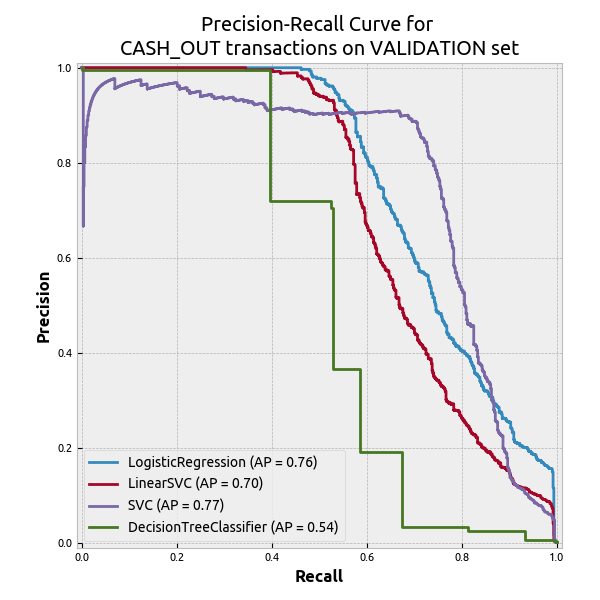 Precision-Recall Curve for
CASH_OUT transactions on VALIDATION set
Precision
1.0
0.8
0.6
0.4
0.2
0.0
LogisticRegression (AP = 0.76)
LinearSVC (AP = 0.70)
SVC (AP = 0.77)
DecisionTreeClassifier (AP = 0.54)
0.0 0.2 0.4 0.6 0.8 1.0
Recall